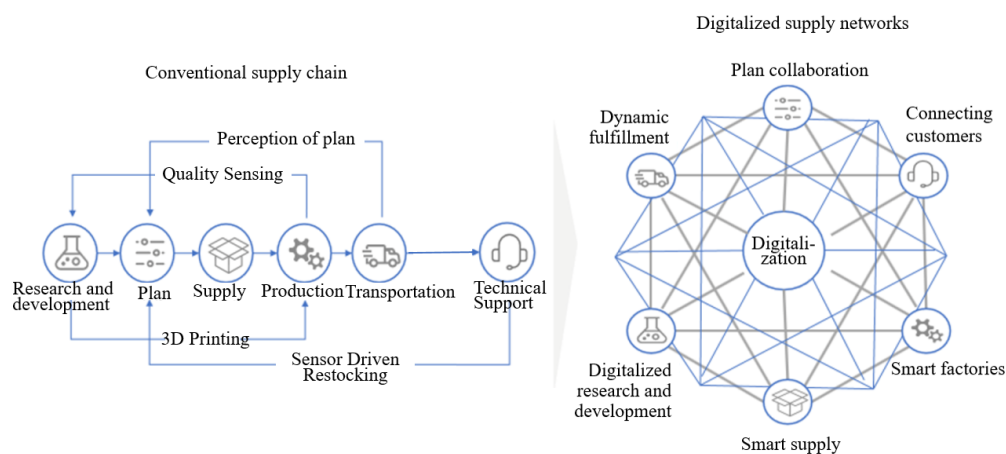 Conventional supply chain
Perception of plan
Quality Sensing
Research and
development
Plan
Supply
Production
Transportation
Technical
Support
3D Printing
Sensor Driven
Restocking
Digitalized supply networks
Plan collaboration
Dynamic
fulfillment
Connecting
customers
Digitali-
zation
Digitalized
research and
development
Smart factories
Smart supply